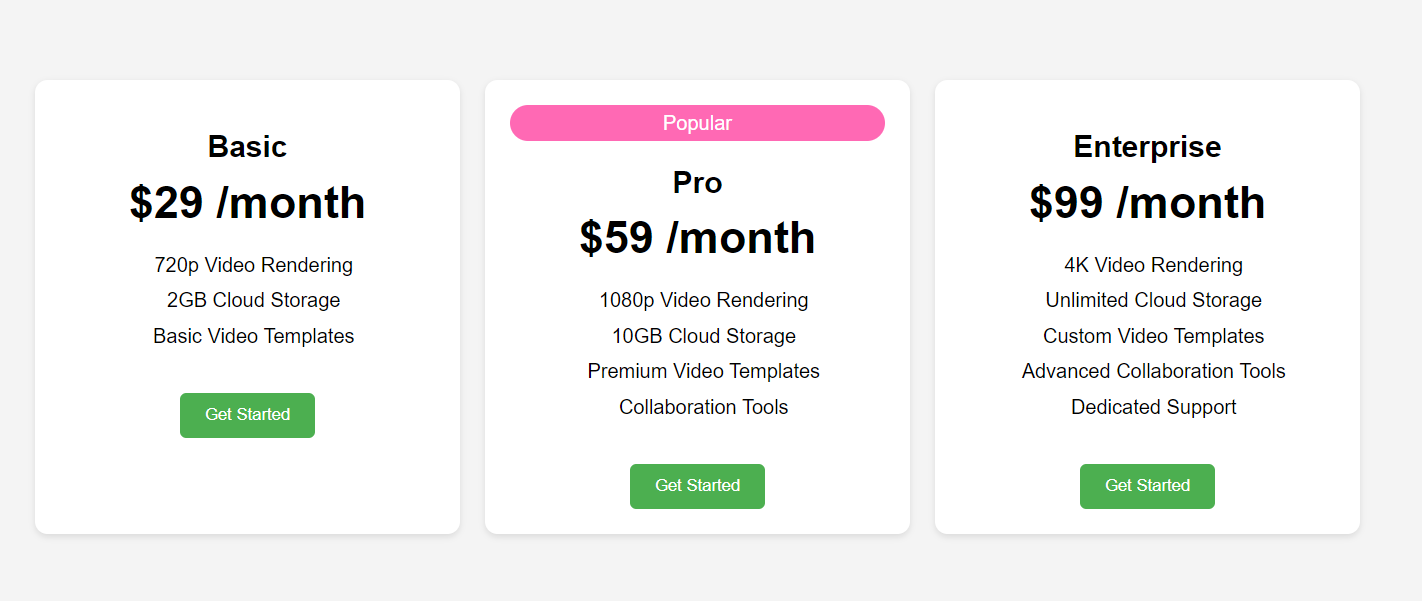 Basic
$29 /month
720p Video Rendering
2GB Cloud Storage
Basic Video Templates
Get Started
Popular
Pro
$59 /month
1080p Video Rendering
10GB Cloud Storage
Premium Video Templates
Collaboration Tools
Get Started
Enterprise
$99 /month
4K Video Rendering
Unlimited Cloud Storage
Custom Video Templates
Advanced Collaboration Tools
Dedicated Support
Get Started